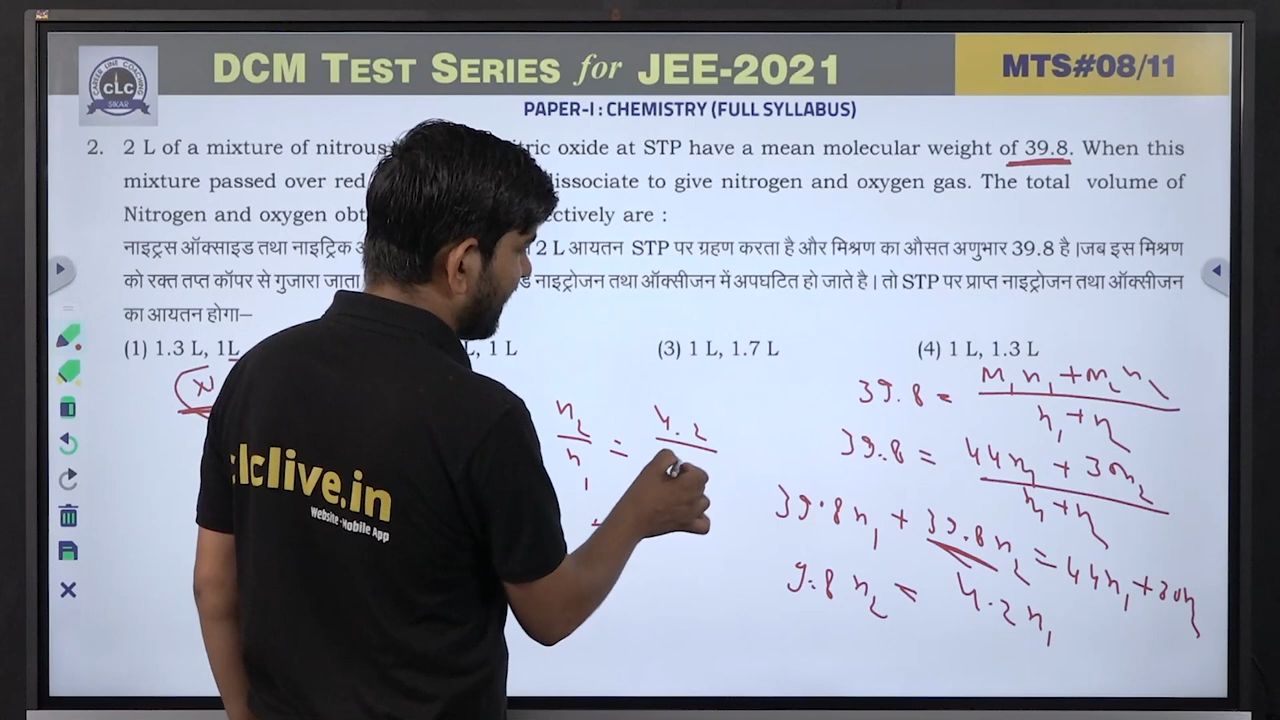 DCM TEST SERIES for JEE-2021
MTS#08/11
CAREER LINE COACHING
CLC
SIKAR
PAPER-I : CHEMISTRY (FULL SYLLABUS)
2. 2 L of a mixture of nitrous tric oxide at STP have a mean molecular weight of 39.8. When this
mixture passed over red dissociate to give nitrogen and oxygen gas. The total volume of
Nitrogen and oxygen obt ectively are :
नाइट्रस ऑक्साइड तथा नाइट्रिक 2 L आयतन STP पर ग्रहण करता है और मिश्रण का औसत अणुभार 39.8 है।जब इस मिश्रण
को रक्त तप्त कॉपर से गुजारा जाता ड नाइट्रोजन तथा ऑक्सीजन में अपघटित हो जाते है। तो STP पर प्राप्त नाइट्रोजन तथा ऑक्सीजन
का आयतन होगा–
(1) 1.3 L, 1L L, 1 L (3) 1 L, 1.7 L (4) 1 L, 1.3 L
39.8 = M₁n₁ + M₂n₂ / n₁ + n₂
39.8 = 44n₁ + 30n₂ / n₁ + n₂
39.8n₁ + 39.8n₂ = 44n₁ + 30n₂
9.8n₂ = 4.2n₁
n₂ / n₁ = 4.2
clclive.in
Website • Mobile App